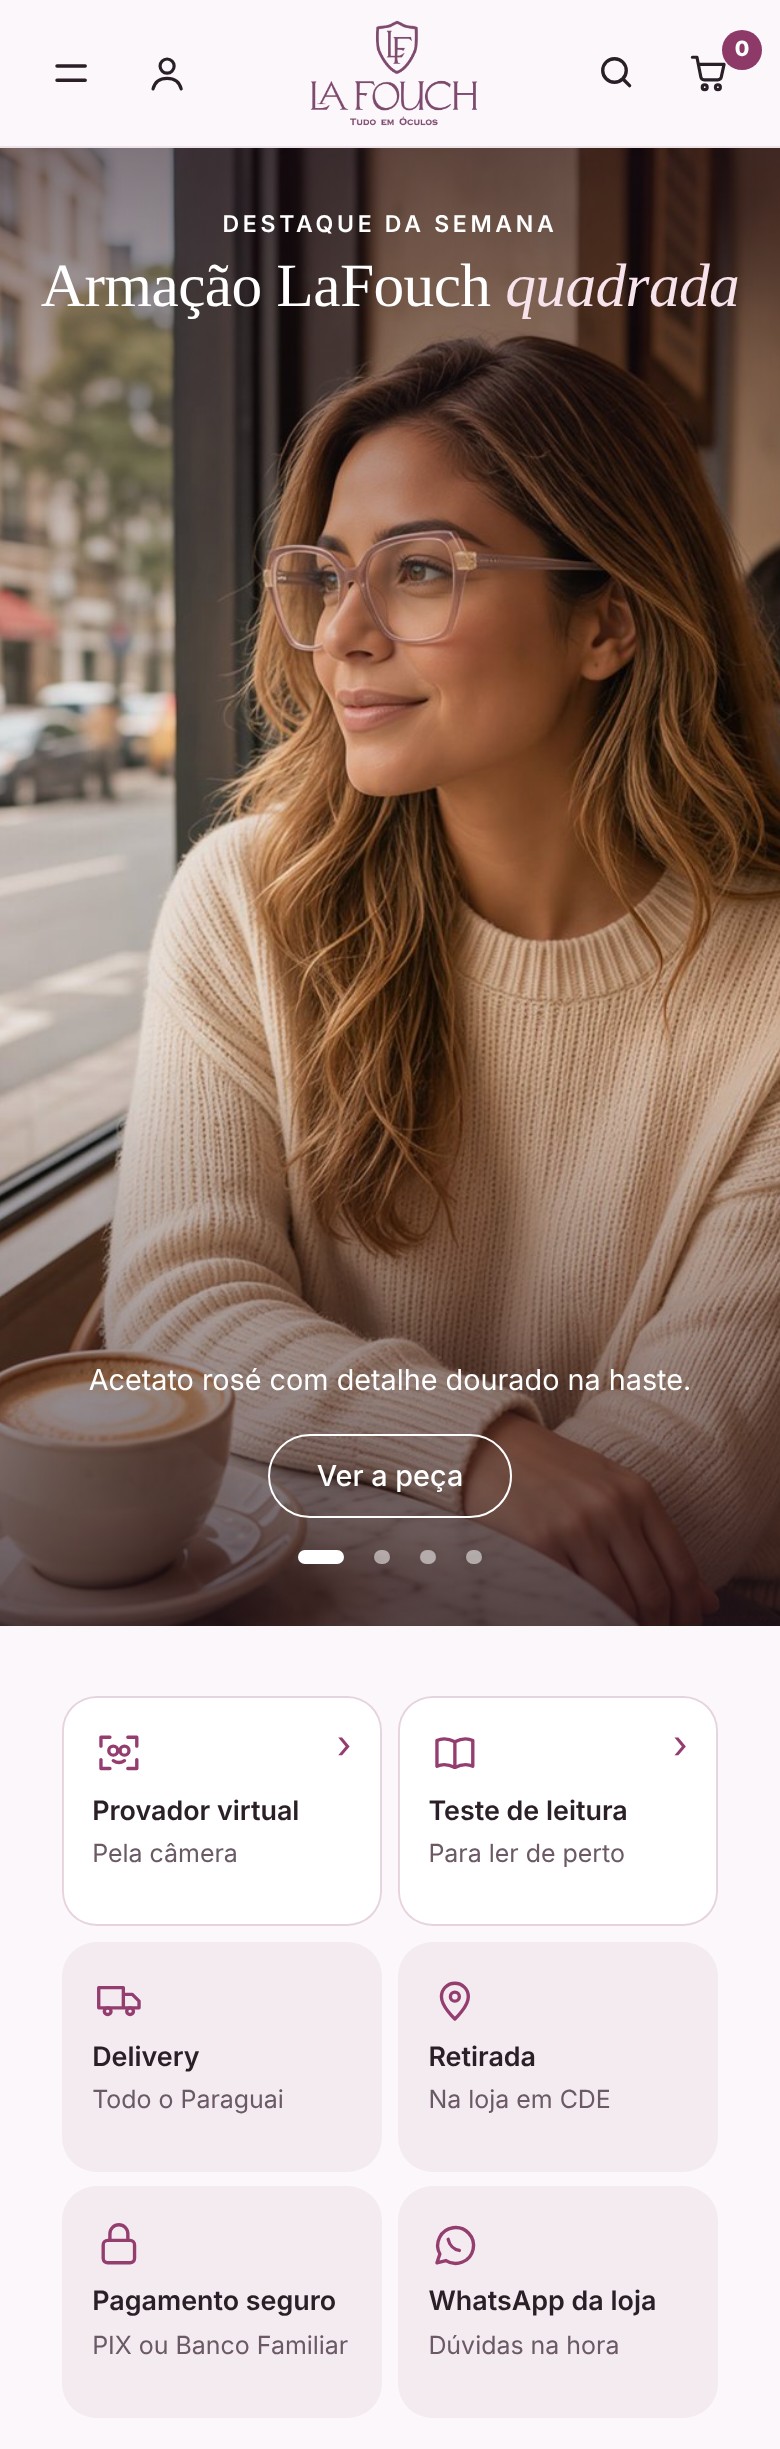 0
LF
LA FOUCH
TUDO EM ÓCULOS
DESTAQUE DA SEMANA
Armação LaFouch quadrada
Acetato rosé com detalhe dourado na haste.
Ver a peça
Provador virtual
Pela câmera
Teste de leitura
Para ler de perto
Delivery
Todo o Paraguai
Retirada
Na loja em CDE
Pagamento seguro
PIX ou Banco Familiar
WhatsApp da loja
Dúvidas na hora